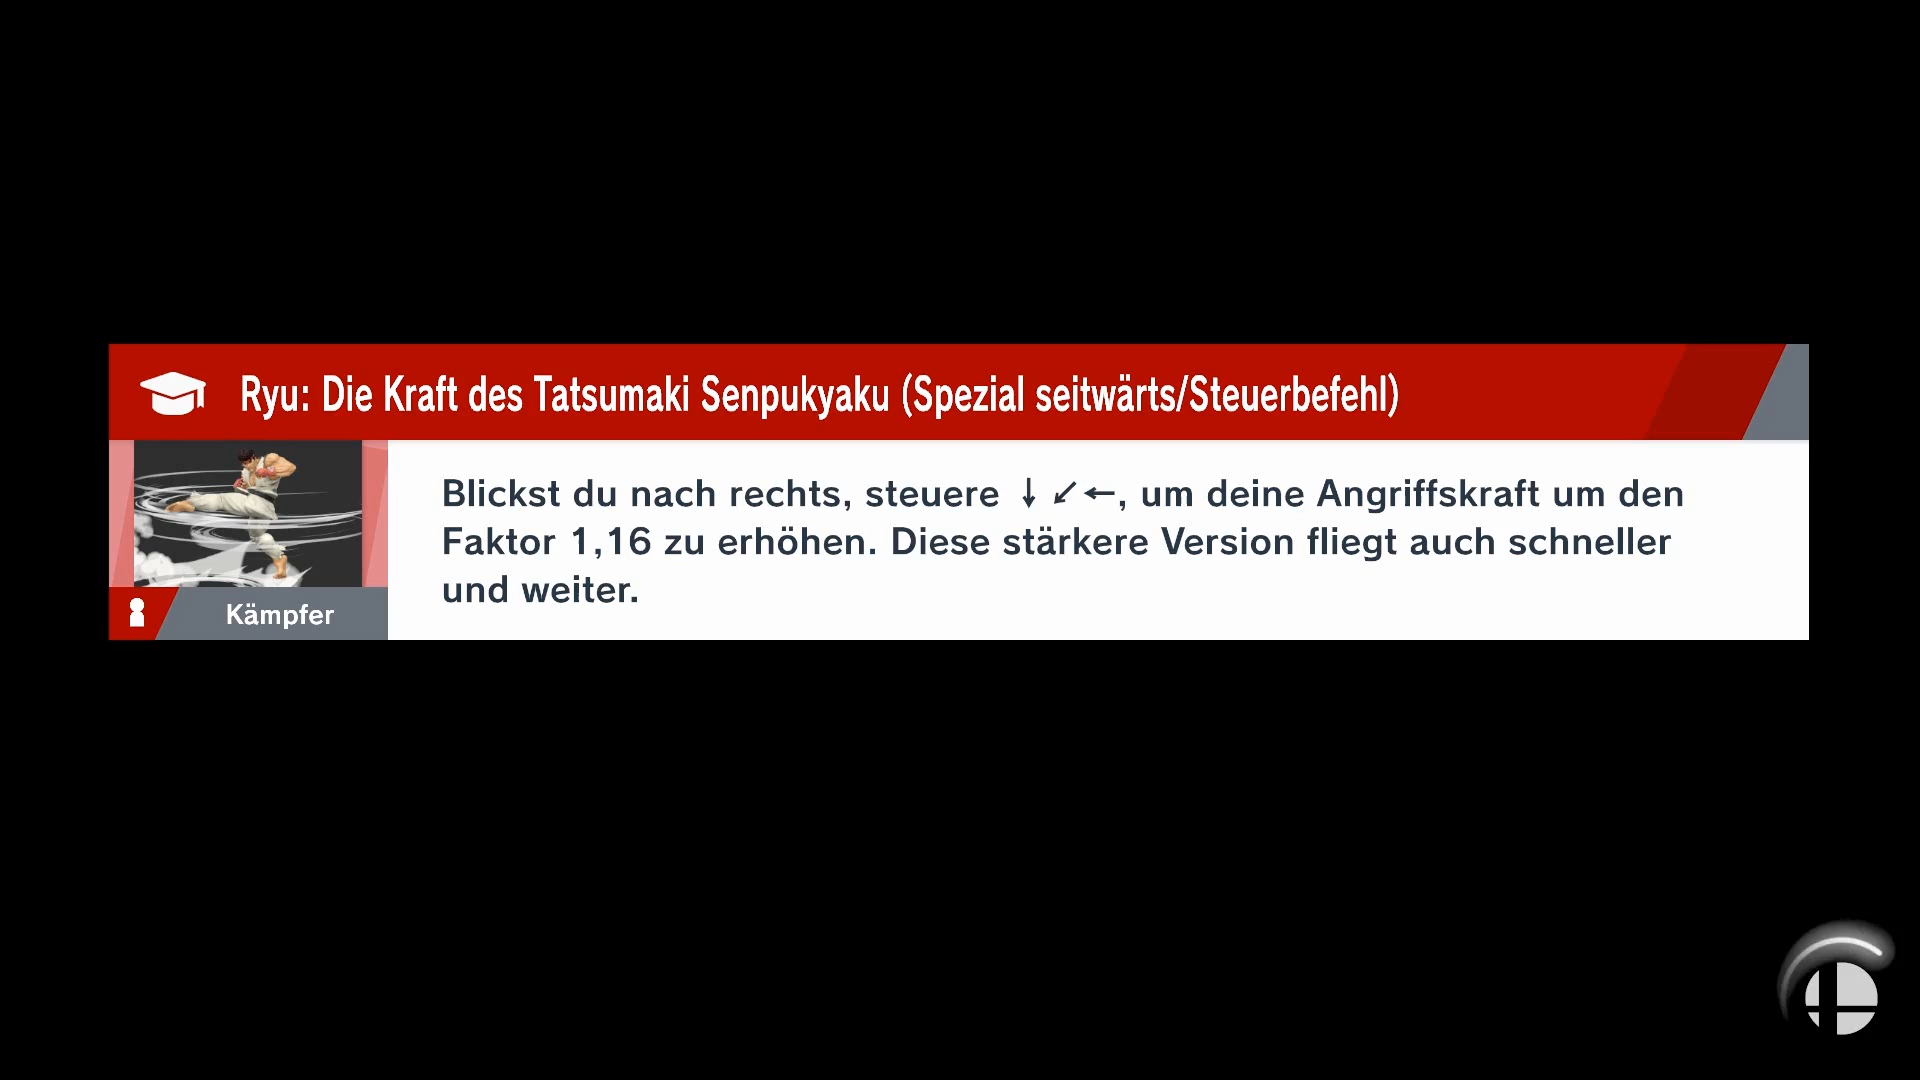 Ryu: Die Kraft des Tatsumaki Senpukyaku (Spezial seitwärts/Steuerbefehl)
Blickst du nach rechts, steuere ↓↙←, um deine Angriffskraft um den
Faktor 1,16 zu erhöhen. Diese stärkere Version fliegt auch schneller
und weiter.
Kämpfer